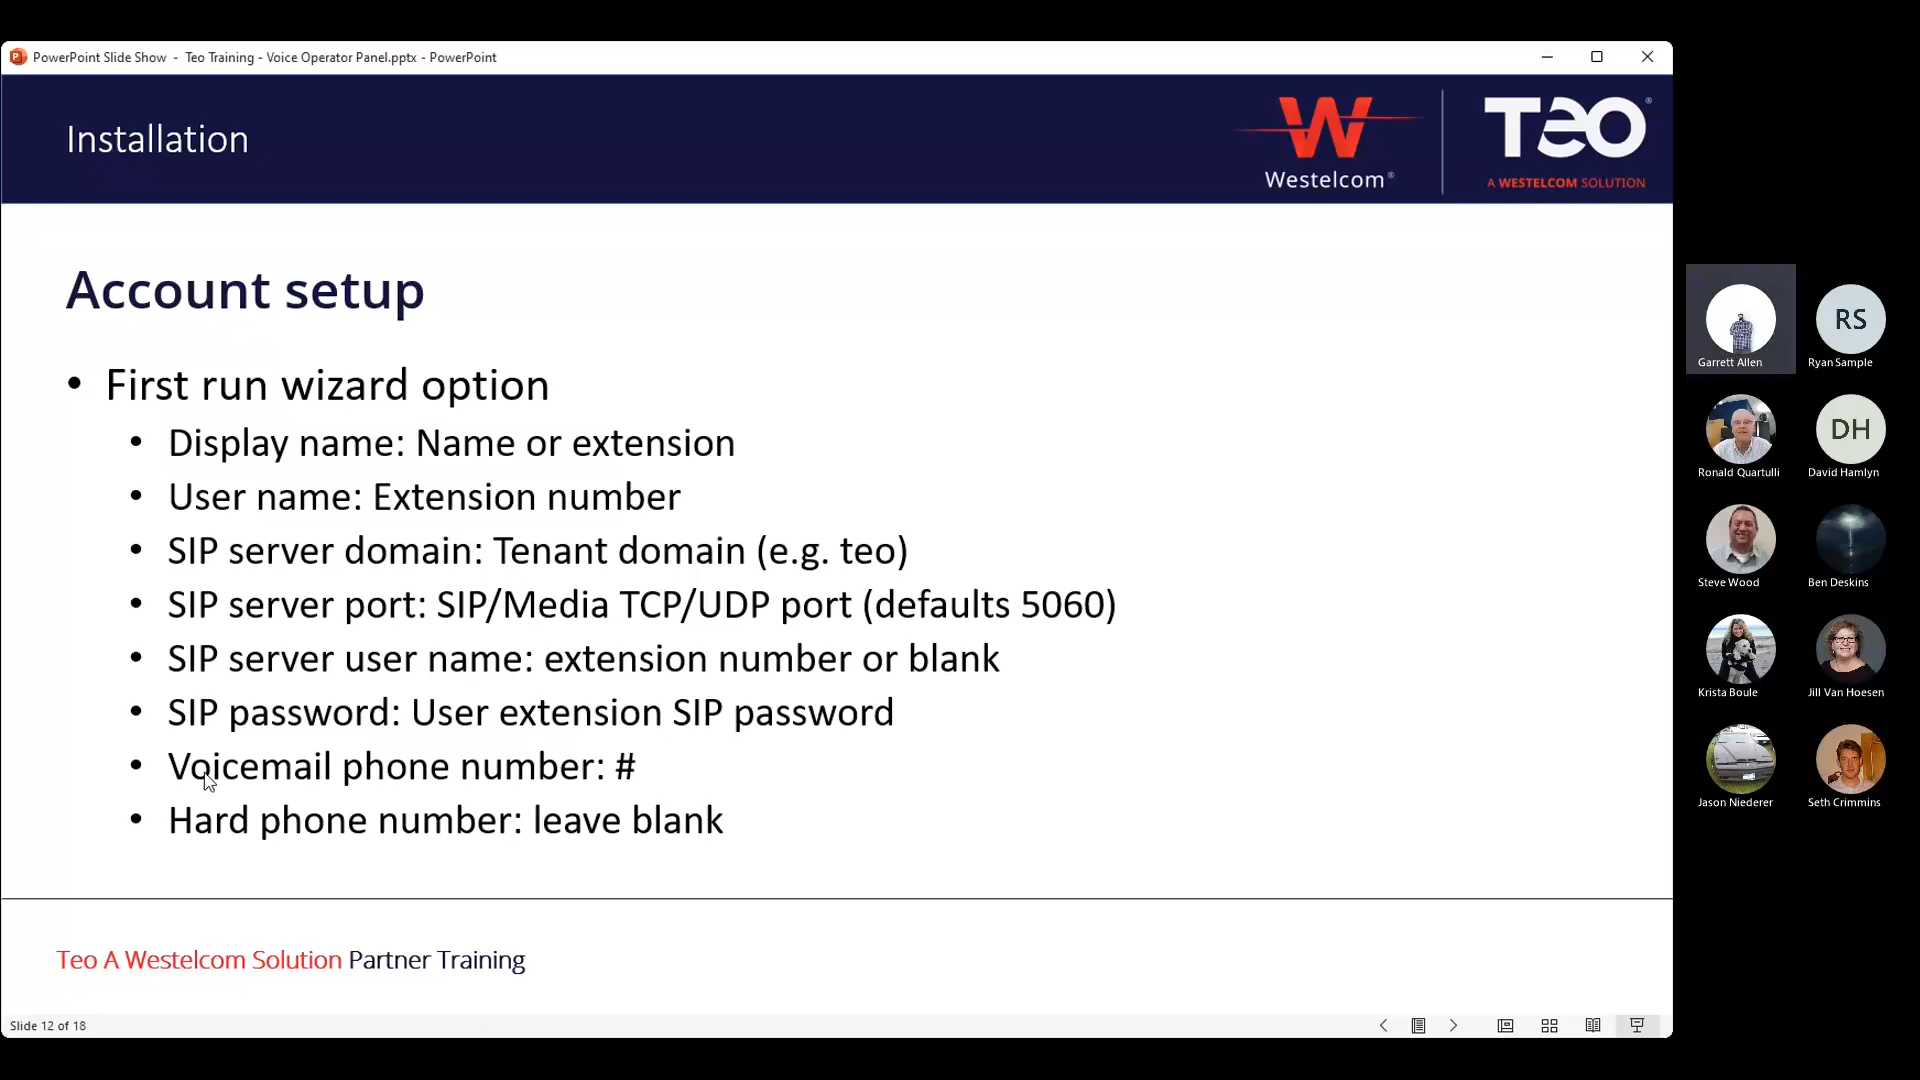 PowerPoint Slide Show - Teo Training - Voice Operator Panel.pptx - PowerPoint
Installation
W
Westelcom®
TEO®
A WESTELCOM SOLUTION
Account setup
• First run wizard option
• Display name: Name or extension
• User name: Extension number
• SIP server domain: Tenant domain (e.g. teo)
• SIP server port: SIP/Media TCP/UDP port (defaults 5060)
• SIP server user name: extension number or blank
• SIP password: User extension SIP password
• Voicemail phone number: #
• Hard phone number: leave blank
Teo A Westelcom Solution Partner Training
Slide 12 of 18
Garrett Allen
RS
Ryan Sample
Ronald Quartulli
DH
David Hamlyn
Steve Wood
Ben Deskins
Krista Boule
Jill Van Hoesen
Jason Niederer
Seth Crimmins